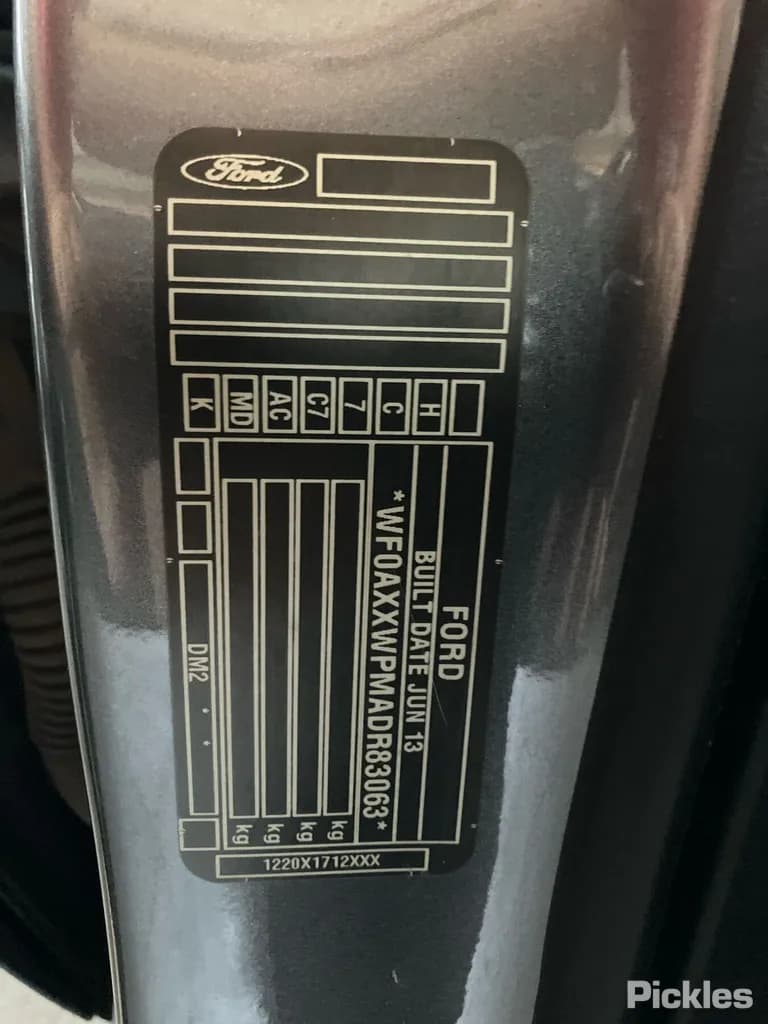 Ford
K MD AC C7 7 C H
FORD
BUILT DATE JUN 13
*WF0AXXWPMADR83063*
kg
kg
kg
kg
DM2 * *
1220X1712XXX
Pickles